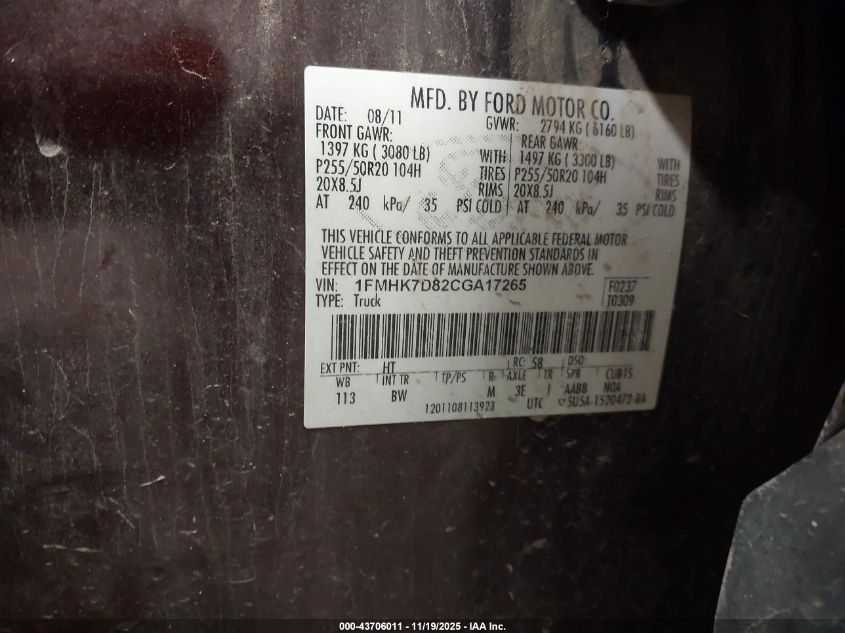 MFD. BY FORD MOTOR CO.
DATE: 08/11 GVWR: 2794 KG ( 6160 LB)
FRONT GAWR: REAR GAWR
1397 KG ( 3080 LB) WITH 1497 KG ( 3300 LB) WITH
P255/50R20 104H TIRES P255/50R20 104H TIRES
20X8.5J RIMS 20X8.5J RIMS
AT 240 kPa/ 35 PSI COLD AT 240 kPa/ 35 PSI COLD
THIS VEHICLE CONFORMS TO ALL APPLICABLE FEDERAL MOTOR
VEHICLE SAFETY AND THEFT PREVENTION STANDARDS IN
EFFECT ON THE DATE OF MANUFACTURE SHOWN ABOVE.
VIN: 1FMHK7D82CGA17265 F0237
TYPE: Truck T0309
EXT PNT: HT RC: 58 DSO:
WB INT TR TP/PS R AXLE TR SPR CUB15
113 BW M 3E I AABB NOA
1201108113923 UTC ▽5U5A-1520472-BA
000-43706011 - 11/19/2025 - IAA Inc.